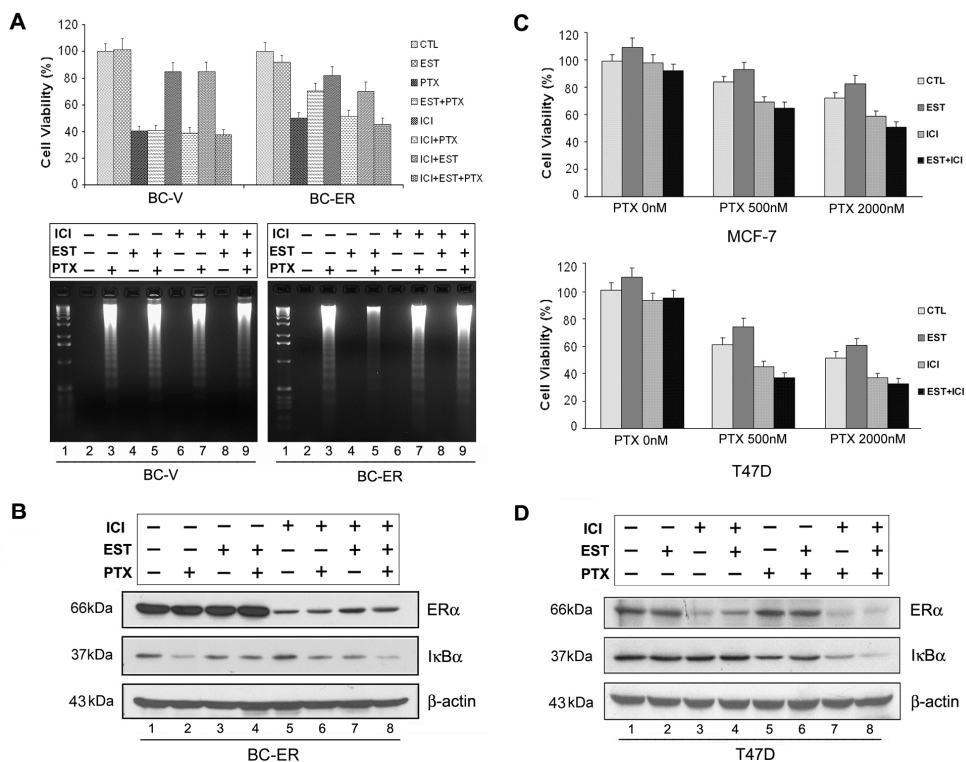 A
Cell Viability (%)
120
100
80
60
40
20
0
BC-V BC-ER
CTL
EST
PTX
EST+PTX
ICI
ICI+PTX
ICI+EST
ICI+EST+PTX
ICI – – – – – + + + +
EST – – – + + – – + +
PTX – – + – + – + – +
1 2 3 4 5 6 7 8 9
BC-V
ICI – – – – – + + + +
EST – – – + + – – + +
PTX – – + – + – + – +
1 2 3 4 5 6 7 8 9
BC-ER
B
ICI – – – – + + + +
EST – – + + – – + +
PTX – + – + – + – +
66kDa ERα
37kDa IκBα
43kDa β-actin
1 2 3 4 5 6 7 8
BC-ER
C
Cell Viability (%)
120
100
80
60
40
20
0
PTX 0nM PTX 500nM PTX 2000nM
MCF-7
CTL
EST
ICI
EST+ICI
Cell Viability (%)
120
100
80
60
40
20
0
PTX 0nM PTX 500nM PTX 2000nM
T47D
CTL
EST
ICI
EST+ICI
D
ICI – – + + – – + +
EST – + – + – + – +
PTX – – – – + + + +
66kDa ERα
37kDa IκBα
43kDa β-actin
1 2 3 4 5 6 7 8
T47D